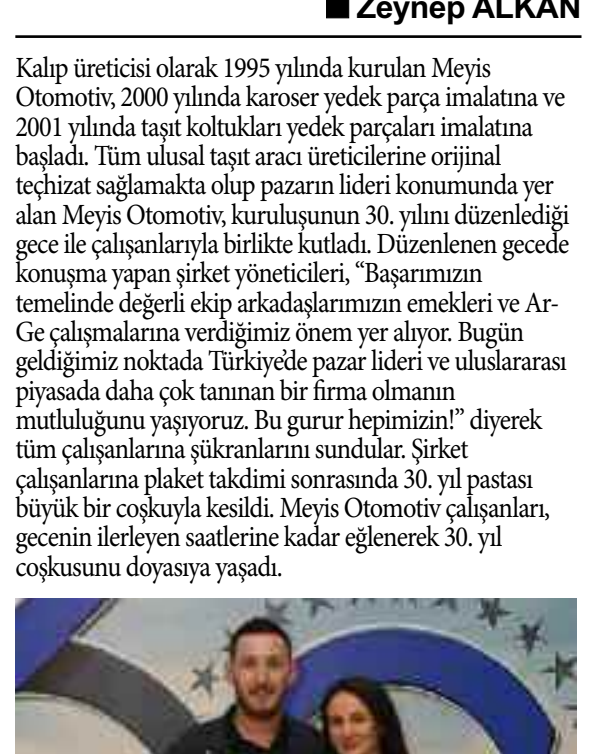 ■ Zeynep ALKAN
Kalıp üreticisi olarak 1995 yılında kurulan Meyis
Otomotiv, 2000 yılında karoser yedek parça imalatına ve
2001 yılında taşıt koltukları yedek parçaları imalatına
başladı. Tüm ulusal taşıt aracı üreticilerine orijinal
teçhizat sağlamakta olup pazarın lideri konumunda yer
alan Meyis Otomotiv, kuruluşunun 30. yılını düzenlediği
gece ile çalışanlarıyla birlikte kutladı. Düzenlenen gecede
konuşma yapan şirket yöneticileri, “Başarımızın
temelinde değerli ekip arkadaşlarımızın emekleri ve Ar-
Ge çalışmalarına verdiğimiz önem yer alıyor. Bugün
geldiğimiz noktada Türkiye’de pazar lideri ve uluslararası
piyasada daha çok tanınan bir firma olmanın
mutluluğunu yaşıyoruz. Bu gurur hepimizin!” diyerek
tüm çalışanlarına şükranlarını sundular. Şirket
çalışanlarına plaket takdimi sonrasında 30. yıl pastası
büyük bir coşkuyla kesildi. Meyis Otomotiv çalışanları,
gecenin ilerleyen saatlerine kadar eğlenerek 30. yıl
coşkusunu doyasıya yaşadı.